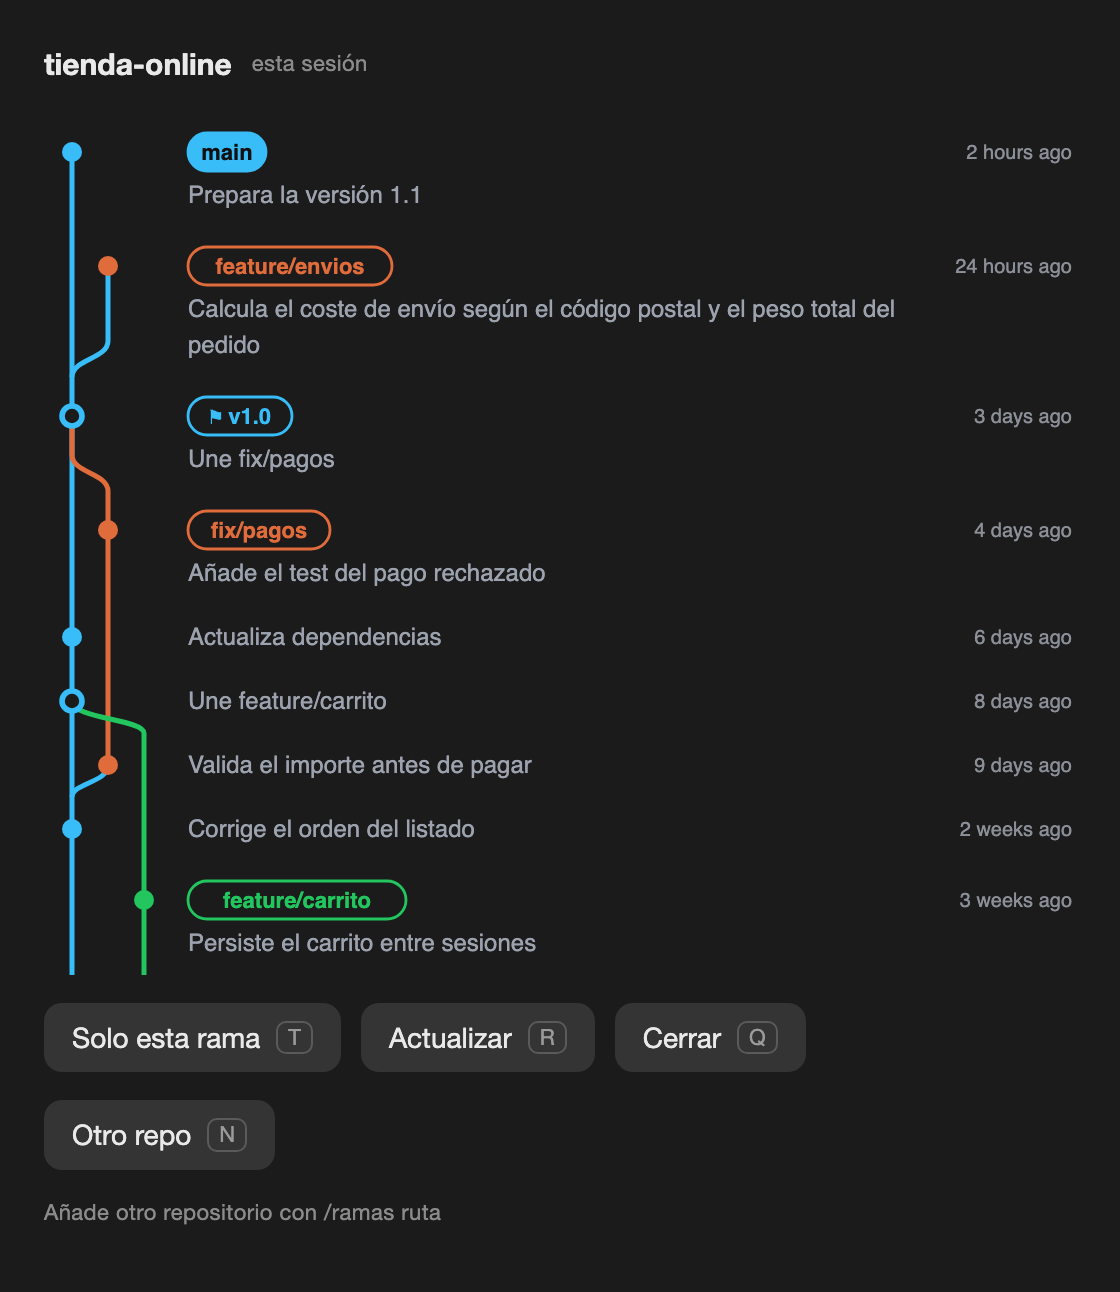 tienda-online esta sesión
main 2 hours ago
Prepara la versión 1.1
feature/envios 24 hours ago
Calcula el coste de envío según el código postal y el peso total del
pedido
⚑ v1.0 3 days ago
Une fix/pagos
fix/pagos 4 days ago
Añade el test del pago rechazado
Actualiza dependencias 6 days ago
Une feature/carrito 8 days ago
Valida el importe antes de pagar 9 days ago
Corrige el orden del listado 2 weeks ago
feature/carrito 3 weeks ago
Persiste el carrito entre sesiones
Solo esta rama T Actualizar R Cerrar Q
Otro repo N
Añade otro repositorio con /ramas ruta